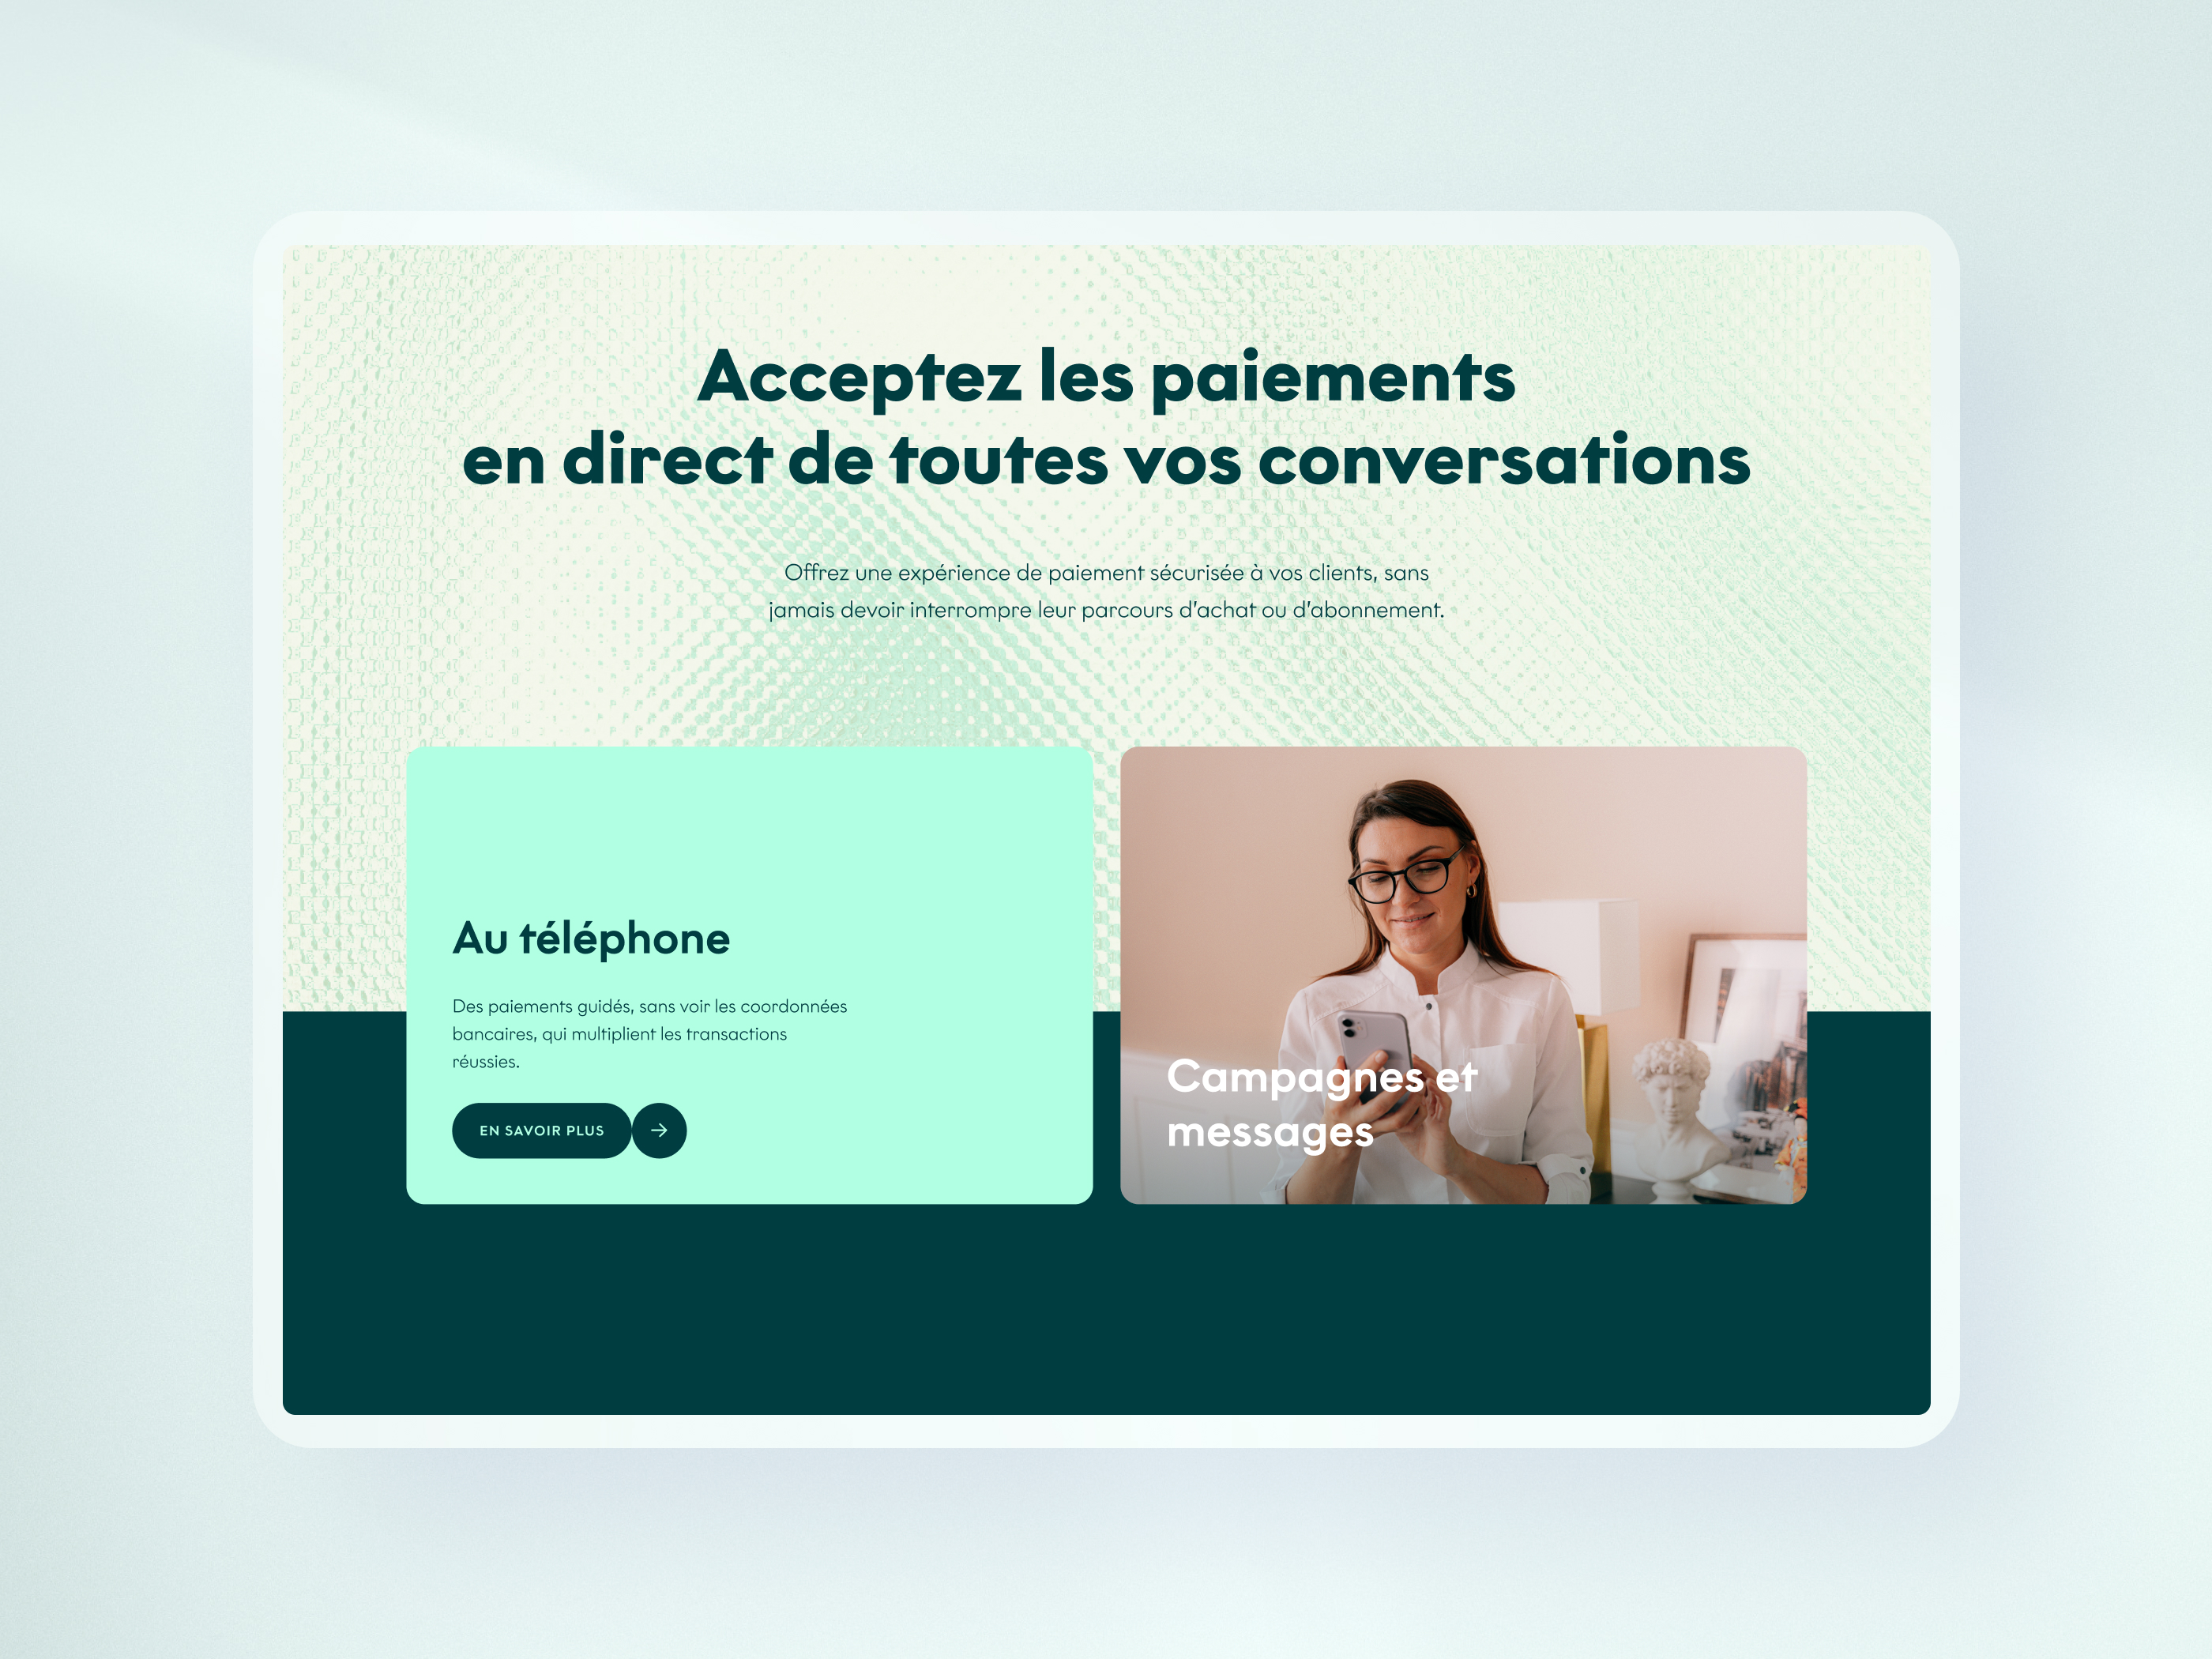 Acceptez les paiements
en direct de toutes vos conversations
Offrez une expérience de paiement sécurisée à vos clients, sans
jamais devoir interrompre leur parcours d'achat ou d'abonnement.
Au téléphone
Des paiements guidés, sans voir les coordonnées
bancaires, qui multiplient les transactions
réussies.
EN SAVOIR PLUS
Campagnes et
messages